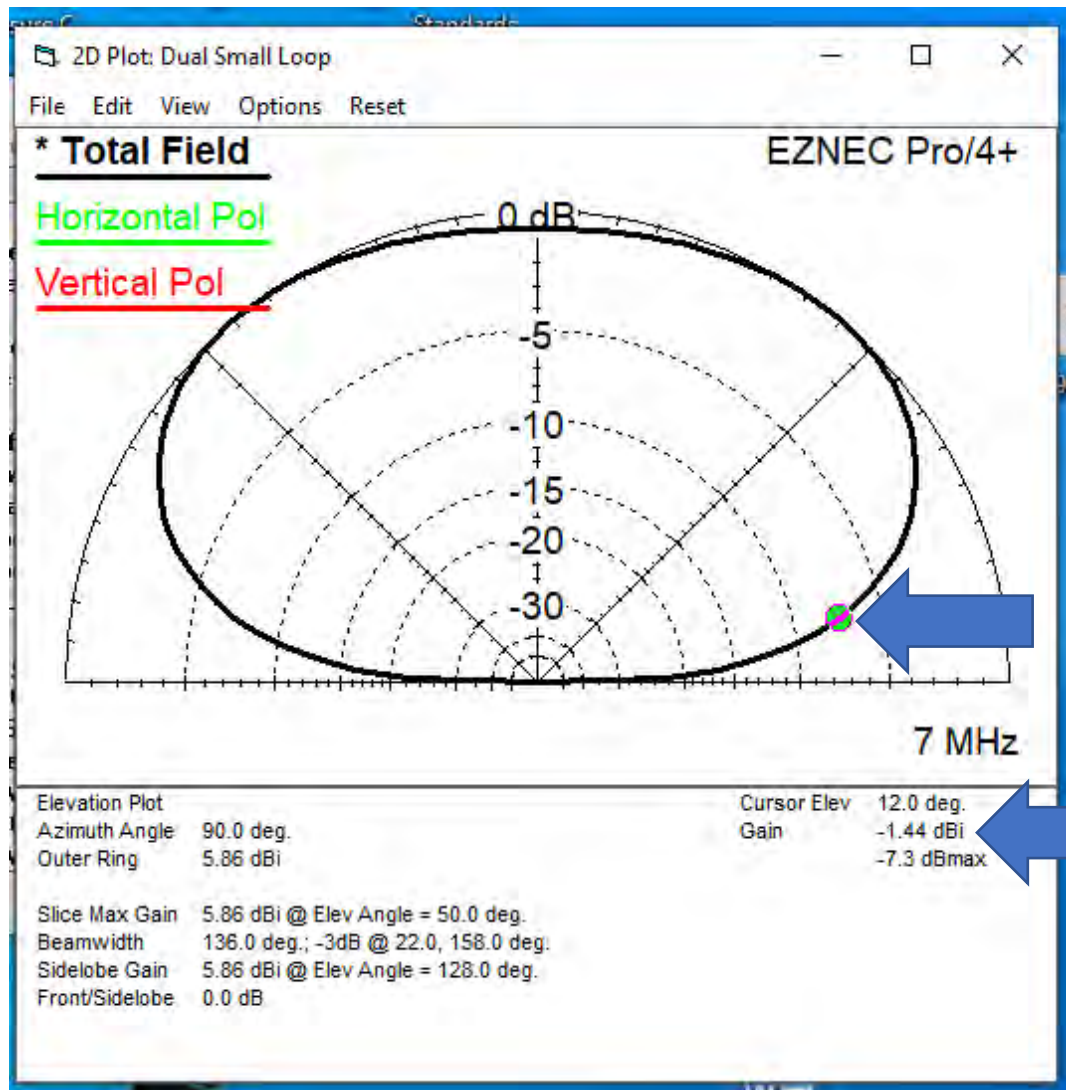 Standards
2D Plot: Dual Small Loop
File Edit View Options Reset
* Total Field
EZNEC Pro/4+
Horizontal Pol
Vertical Pol
0 dB
-5
-10
-15
-20
-30
7 MHz
Elevation Plot
Azimuth Angle 90.0 deg.
Outer Ring 5.86 dBi
Slice Max Gain 5.86 dBi @ Elev Angle = 50.0 deg.
Beamwidth 136.0 deg.; -3dB @ 22.0, 158.0 deg.
Sidelobe Gain 5.86 dBi @ Elev Angle = 128.0 deg.
Front/Sidelobe 0.0 dB
Cursor Elev 12.0 deg.
Gain -1.44 dBi
-7.3 dBmax